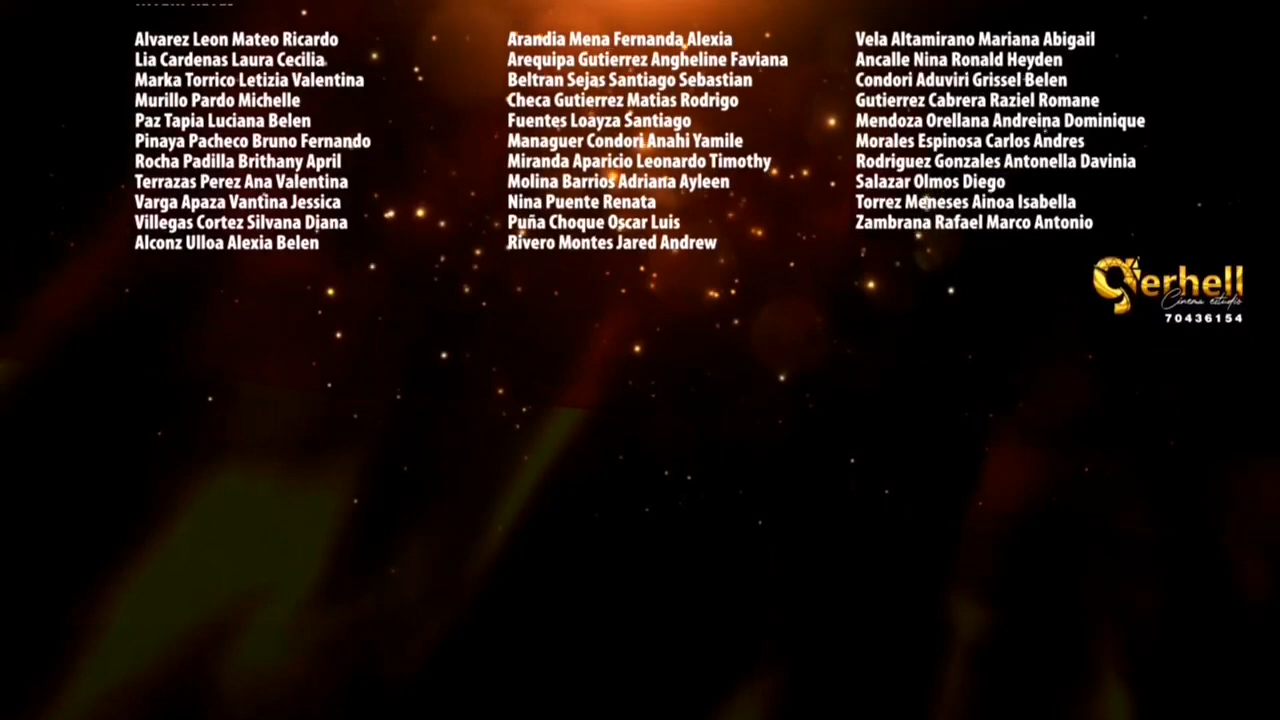 Alvarez Leon Mateo Ricardo
Lia Cardenas Laura Cecilia
Marka Torrico Letizia Valentina
Murillo Pardo Michelle
Paz Tapia Luciana Belen
Pinaya Pacheco Bruno Fernando
Rocha Padilla Brithany April
Terrazas Perez Ana Valentina
Varga Apaza Vantina Jessica
Villegas Cortez Silvana Diana
Alconz Ulloa Alexia Belen
Arandia Mena Fernanda Alexia
Arequipa Gutierrez Angheline Faviana
Beltran Sejas Santiago Sebastian
Checa Gutierrez Matias Rodrigo
Fuentes Loayza Santiago
Managuer Condori Anahi Yamile
Miranda Aparicio Leonardo Timothy
Molina Barrios Adriana Ayleen
Nina Puente Renata
Puña Choque Oscar Luis
Rivero Montes Jared Andrew
Vela Altamirano Mariana Abigail
Ancalle Nina Ronald Heyden
Condori Aduviri Grissel Belen
Gutierrez Cabrera Raziel Romane
Mendoza Orellana Andreina Dominique
Morales Espinosa Carlos Andres
Rodriguez Gonzales Antonella Davinia
Salazar Olmos Diego
Torrez Meneses Ainoa Isabella
Zambrana Rafael Marco Antonio
gerhell
Cinema estudio
70436154